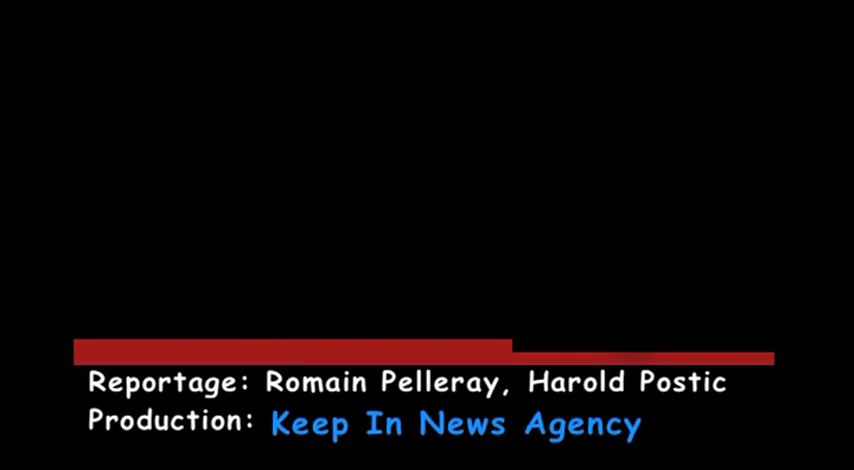 Reportage: Romain Pelleray, Harold Postic
Production: Keep In News Agency